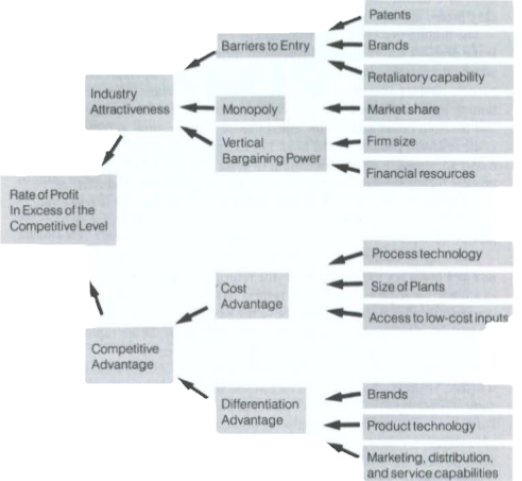 Patents
Barriers to Entry
Brands
Retaliatory capability
Industry
Attractiveness
Monopoly
Market share
Vertical
Bargaining Power
Firm size
Financial resources
Rate of Profit
In Excess of the
Competitive Level
Process technology
Cost
Advantage
Size of Plants
Access to low-cost inputs
Competitive
Advantage
Differentiation
Advantage
Brands
Product technology
Marketing, distribution,
and service capabilities